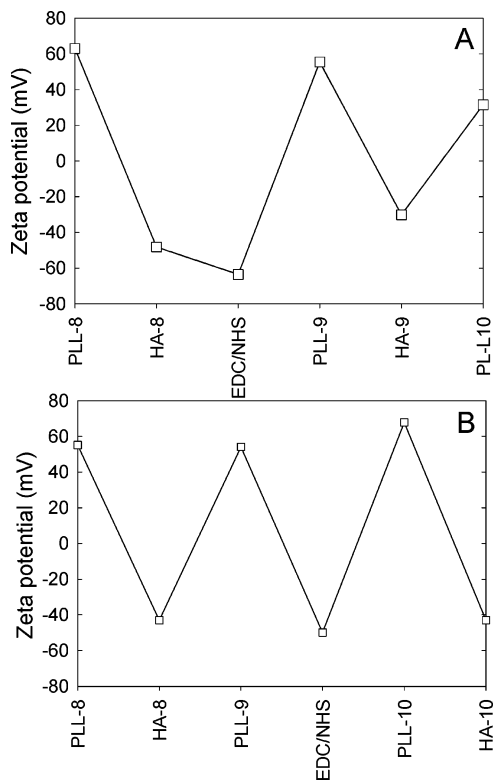 A
Zeta potential (mV)
80
60
40
20
0
-20
-40
-60
-80
PLL-8
HA-8
EDC/NHS
PLL-9
HA-9
PL-L10
B
Zeta potential (mV)
80
60
40
20
0
-20
-40
-60
-80
PLL-8
HA-8
PLL-9
EDC/NHS
PLL-10
HA-10